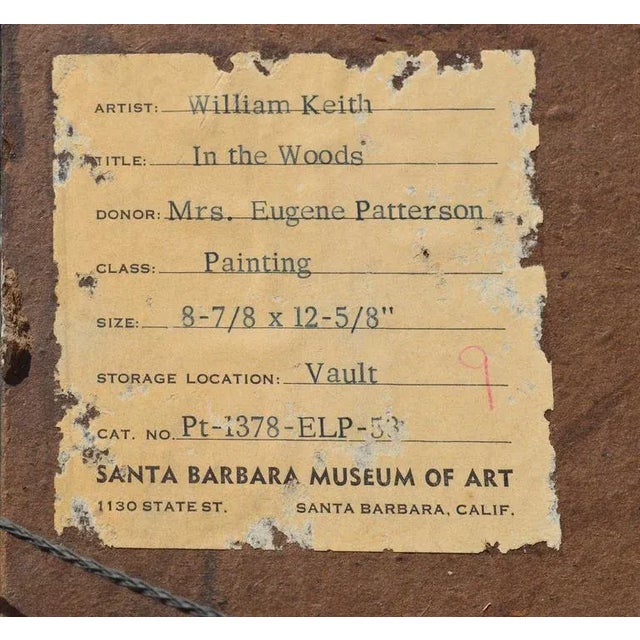 ARTIST: William Keith
TITLE: In the Woods
DONOR: Mrs. Eugene Patterson
CLASS: Painting
SIZE: 8-7/8 x 12-5/8"
STORAGE LOCATION: Vault
9
CAT. NO. Pt-1378-ELP-53
SANTA BARBARA MUSEUM OF ART
1130 STATE ST. SANTA BARBARA, CALIF.